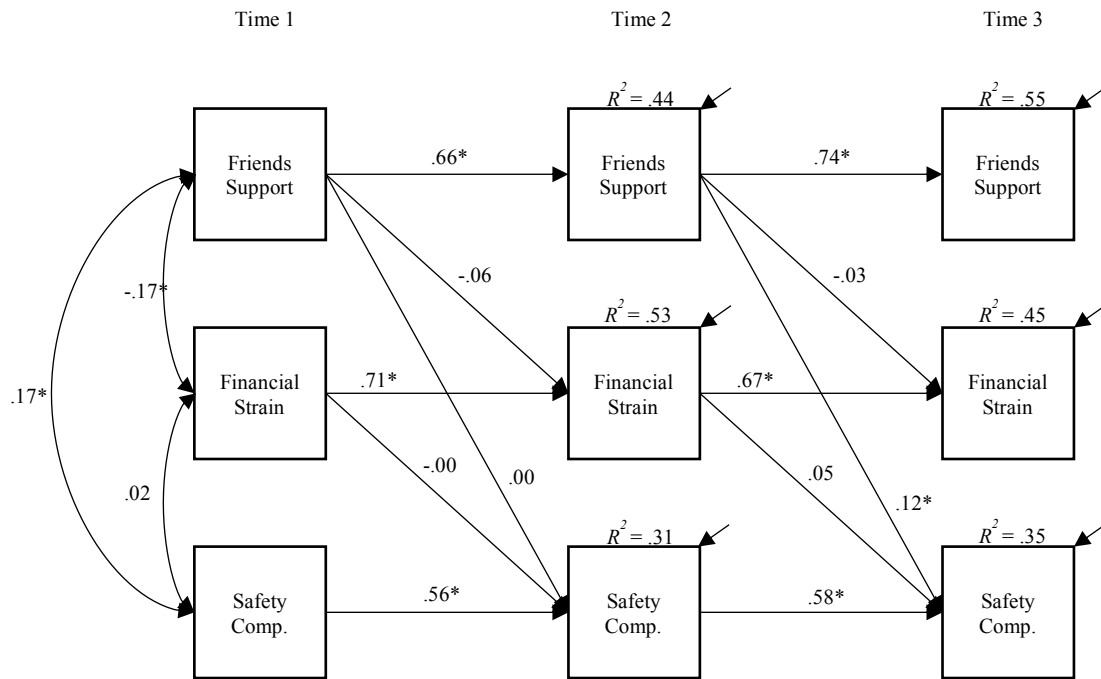 Time 1
Time 2
Time 3
R² = .44
R² = .55
Friends
Support
.66*
Friends
Support
.74*
Friends
Support
-.17*
-.06
-.03
R² = .53
R² = .45
.17*
Financial
Strain
.71*
Financial
Strain
.67*
Financial
Strain
-.00
.00
.05
.12*
.02
R² = .31
R² = .35
Safety
Comp.
.56*
Safety
Comp.
.58*
Safety
Comp.